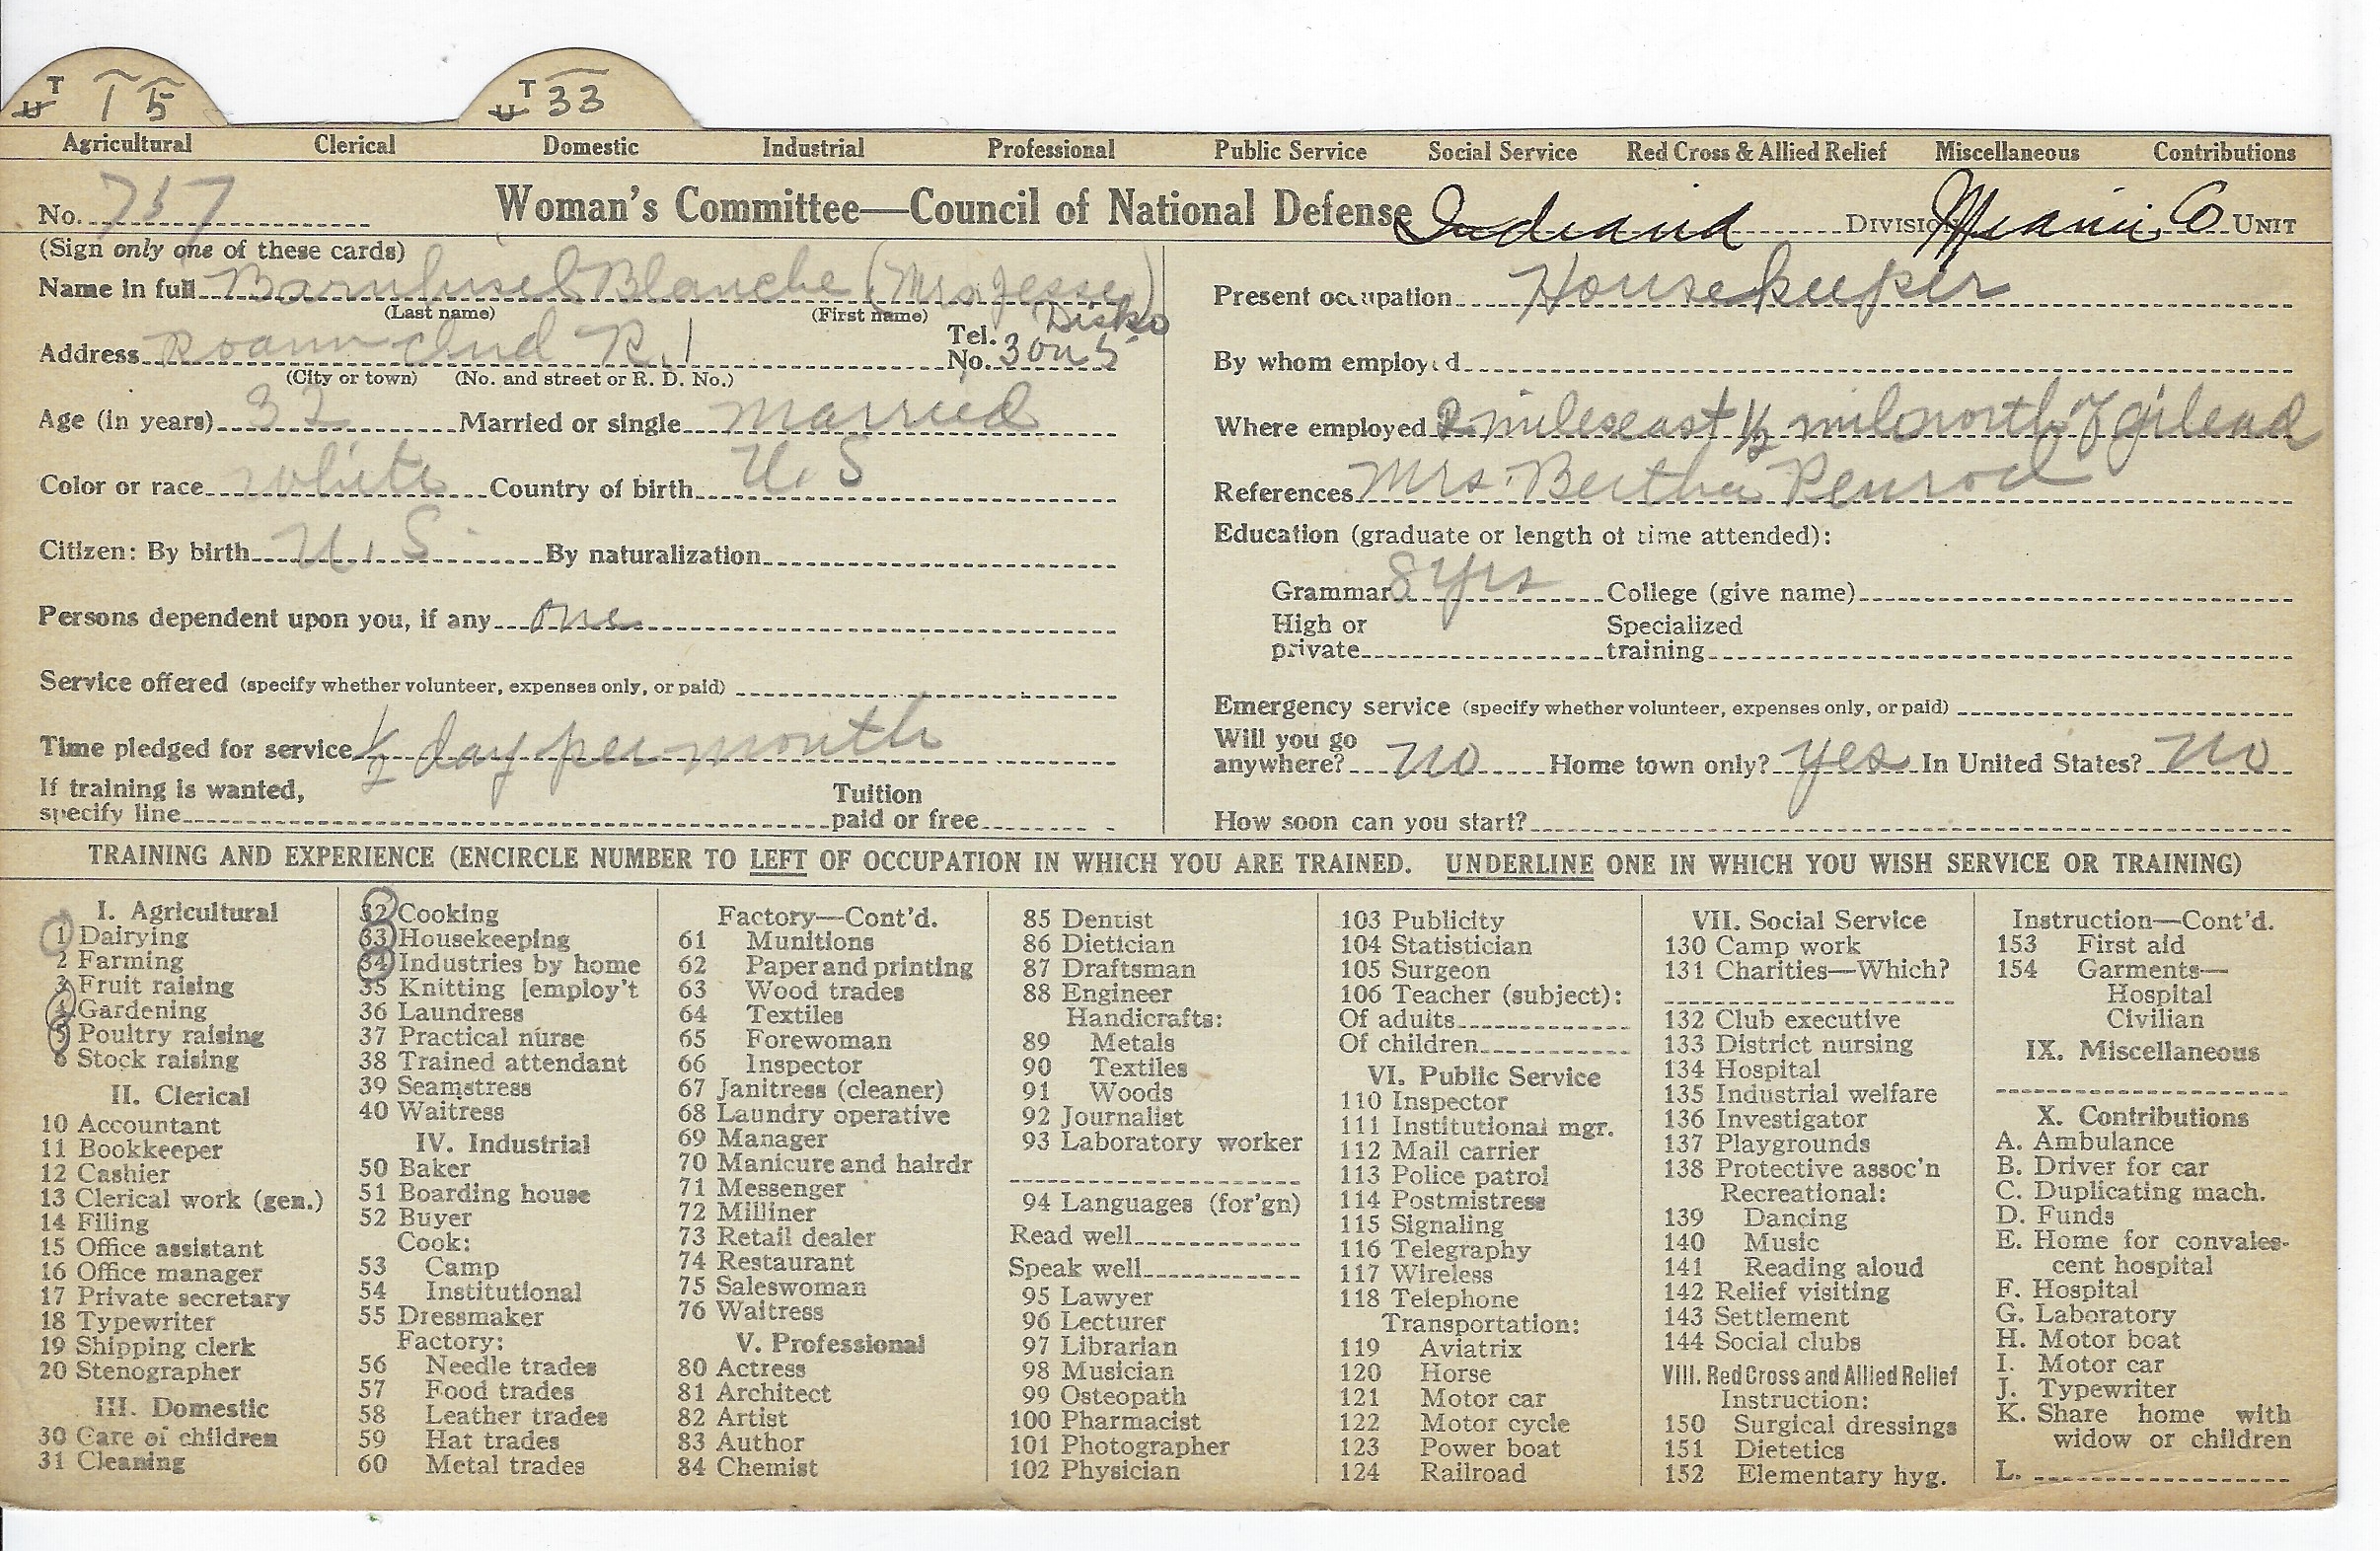 T U 1 5
T U 33
Agricultural Clerical Domestic Industrial Professional Public Service Social Service Red Cross & Allied Relief Miscellaneous Contributions
No. 757 Woman's Committee—Council of National Defense Indiana DIVISION Miami Co UNIT
(Sign only one of these cards)
Name in full Barnhisel Blanche (Mrs Jesse)
(Last name) (First name)
Address Roann Ind R.1 Tel. No. Disko 3 on 5
(City or town) (No. and street or R. D. No.)
Age (in years) 32 Married or single married
Color or race white Country of birth U. S
Citizen: By birth U. S. By naturalization
Persons dependent upon you, if any one
Service offered (specify whether volunteer, expenses only, or paid)
Time pledged for service ½ day per month
If training is wanted,
specify line Tuition paid or free
Present occupation Housekeeper
By whom employed
Where employed 2 miles east ½ mile north of gilead
References Mrs. Bertha Penrod
Education (graduate or length of time attended):
Grammar 8 yrs College (give name)
High or private Specialized training
Emergency service (specify whether volunteer, expenses only, or paid)
Will you go anywhere? no Home town only? yes In United States? no
How soon can you start?
TRAINING AND EXPERIENCE (ENCIRCLE NUMBER TO LEFT OF OCCUPATION IN WHICH YOU ARE TRAINED. UNDERLINE ONE IN WHICH YOU WISH SERVICE OR TRAINING)
I. Agricultural
1 Dairying
2 Farming
3 Fruit raising
4 Gardening
5 Poultry raising
6 Stock raising
II. Clerical
10 Accountant
11 Bookkeeper
12 Cashier
13 Clerical work (gen.)
14 Filing
15 Office assistant
16 Office manager
17 Private secretary
18 Typewriter
19 Shipping clerk
20 Stenographer
III. Domestic
30 Care of children
31 Cleaning
32 Cooking
33 Housekeeping
34 Industries by home
35 Knitting [employ't
36 Laundress
37 Practical nurse
38 Trained attendant
39 Seamstress
40 Waitress
IV. Industrial
50 Baker
51 Boarding house
52 Buyer
Cook:
53 Camp
54 Institutional
55 Dressmaker
Factory:
56 Needle trades
57 Food trades
58 Leather trades
59 Hat trades
60 Metal trades
Factory—Cont'd.
61 Munitions
62 Paper and printing
63 Wood trades
64 Textiles
65 Forewoman
66 Inspector
67 Janitress (cleaner)
68 Laundry operative
69 Manager
70 Manicure and hairdr
71 Messenger
72 Milliner
73 Retail dealer
74 Restaurant
75 Saleswoman
76 Waitress
V. Professional
80 Actress
81 Architect
82 Artist
83 Author
84 Chemist
85 Dentist
86 Dietician
87 Draftsman
88 Engineer
Handicrafts:
89 Metals
90 Textiles
91 Woods
92 Journalist
93 Laboratory worker
94 Languages (for'gn)
Read well
Speak well
95 Lawyer
96 Lecturer
97 Librarian
98 Musician
99 Osteopath
100 Pharmacist
101 Photographer
102 Physician
103 Publicity
104 Statistician
105 Surgeon
106 Teacher (subject):
Of adults
Of children
VI. Public Service
110 Inspector
111 Institutional mgr.
112 Mail carrier
113 Police patrol
114 Postmistress
115 Signaling
116 Telegraphy
117 Wireless
118 Telephone
Transportation:
119 Aviatrix
120 Horse
121 Motor car
122 Motor cycle
123 Power boat
124 Railroad
VII. Social Service
130 Camp work
131 Charities—Which?
132 Club executive
133 District nursing
134 Hospital
135 Industrial welfare
136 Investigator
137 Playgrounds
138 Protective assoc'n
Recreational:
139 Dancing
140 Music
141 Reading aloud
142 Relief visiting
143 Settlement
144 Social clubs
VIII. Red Cross and Allied Relief
Instruction:
150 Surgical dressings
151 Dietetics
152 Elementary hyg.
Instruction—Cont'd.
153 First aid
154 Garments—
Hospital
Civilian
IX. Miscellaneous
X. Contributions
A. Ambulance
B. Driver for car
C. Duplicating mach.
D. Funds
E. Home for convales-
cent hospital
F. Hospital
G. Laboratory
H. Motor boat
I. Motor car
J. Typewriter
K. Share home with
widow or children
L.